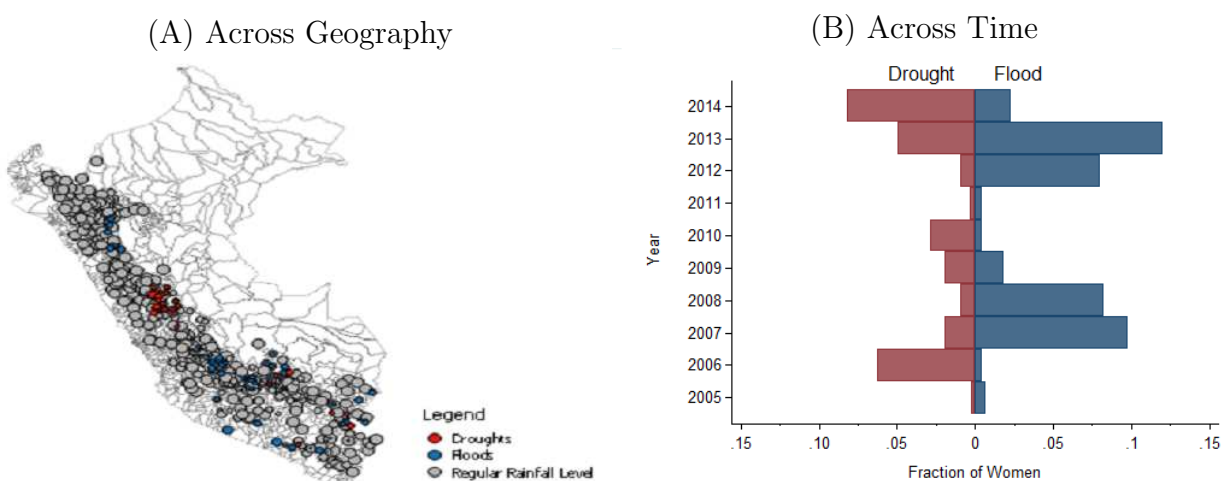 (A) Across Geography
Legend
Droughts
Floods
Regular Rainfall Level
(B) Across Time
Drought Flood
Year
2014
2013
2012
2011
2010
2009
2008
2007
2006
2005
.15 .10 .05 0 .05 .1 .15
Fraction of Women